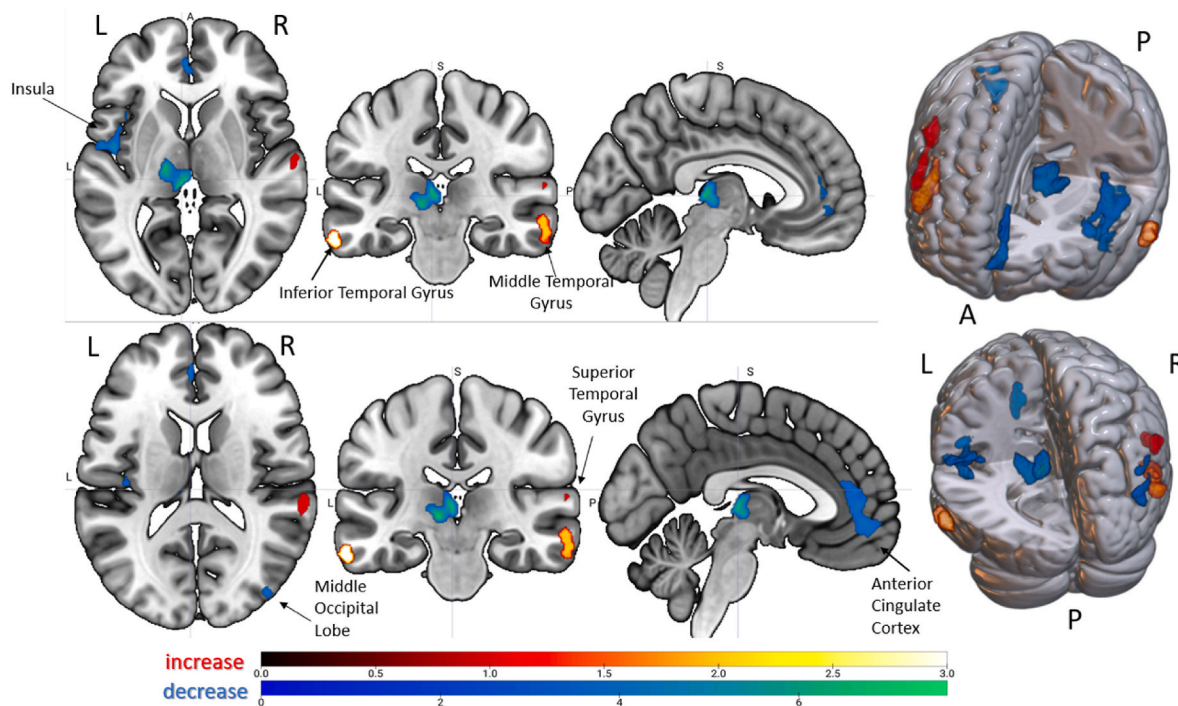 A
L R
S
S
P
Insula
L
L
P
Inferior Temporal Gyrus
Middle Temporal
Gyrus
A
L R
Superior
Temporal
Gyrus
S
S
L R
L
L
P
Middle
Occipital
Lobe
Anterior
Cingulate
Cortex
P
increase
0.0 0.5 1.0 1.5 2.0 2.5 3.0
decrease
0 2 4 6